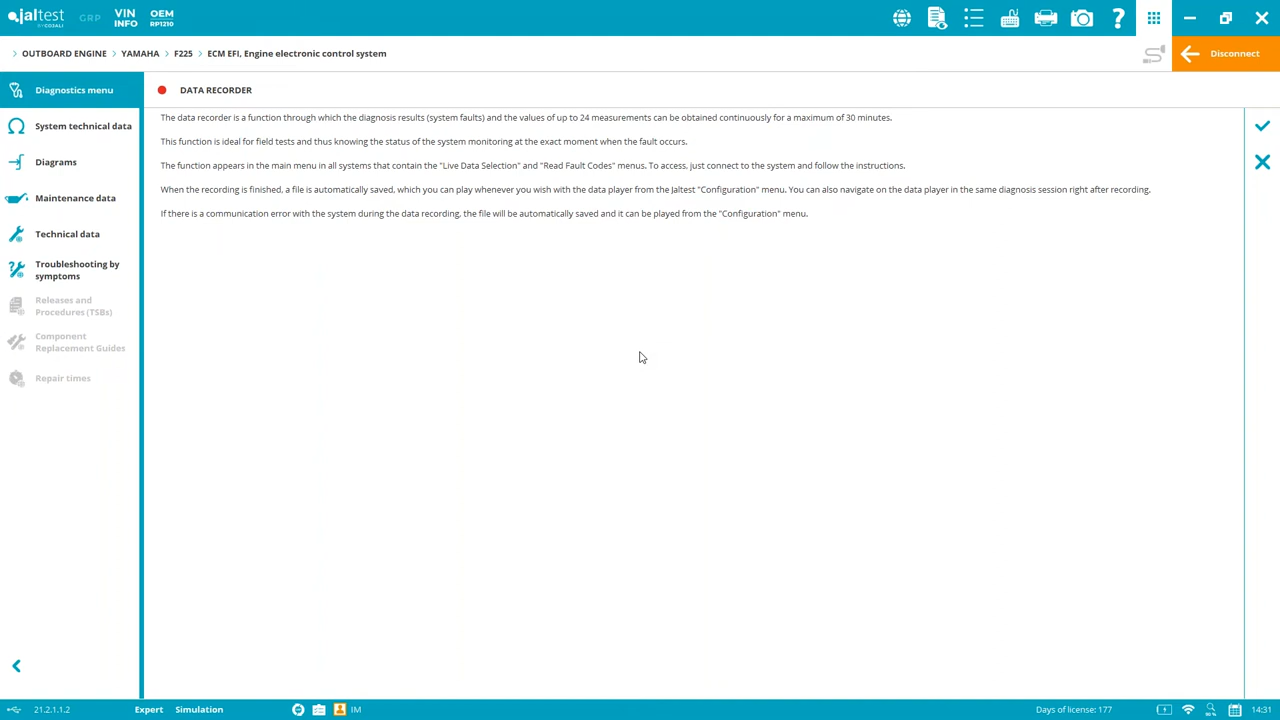 jaltest
BY COJALI
GRP
VIN
INFO
OEM
RP1210
OUTBOARD ENGINE
YAMAHA
F225
ECM EFI, Engine electronic control system
Disconnect
Diagnostics menu
DATA RECORDER
System technical data
Diagrams
Maintenance data
Technical data
Troubleshooting by
symptoms
Releases and
Procedures (TSBs)
Component
Replacement Guides
Repair times
The data recorder is a function through which the diagnosis results (system faults) and the values of up to 24 measurements can be obtained continuously for a maximum of 30 minutes.
This function is ideal for field tests and thus knowing the status of the system monitoring at the exact moment when the fault occurs.
The function appears in the main menu in all systems that contain the "Live Data Selection" and "Read Fault Codes" menus. To access, just connect to the system and follow the instructions.
When the recording is finished, a file is automatically saved, which you can play whenever you wish with the data player from the Jaltest "Configuration" menu. You can also navigate on the data player in the same diagnosis session right after recording.
If there is a communication error with the system during the data recording, the file will be automatically saved and it can be played from the "Configuration" menu.
21.2.1.1.2
Expert
Simulation
IM
Days of license: 177
14:31